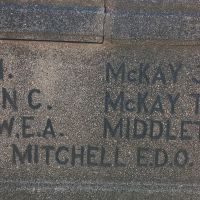 . McKAY J
N C. McKAY T
W.E.A. MIDDLET
MITCHELL E.D.O.